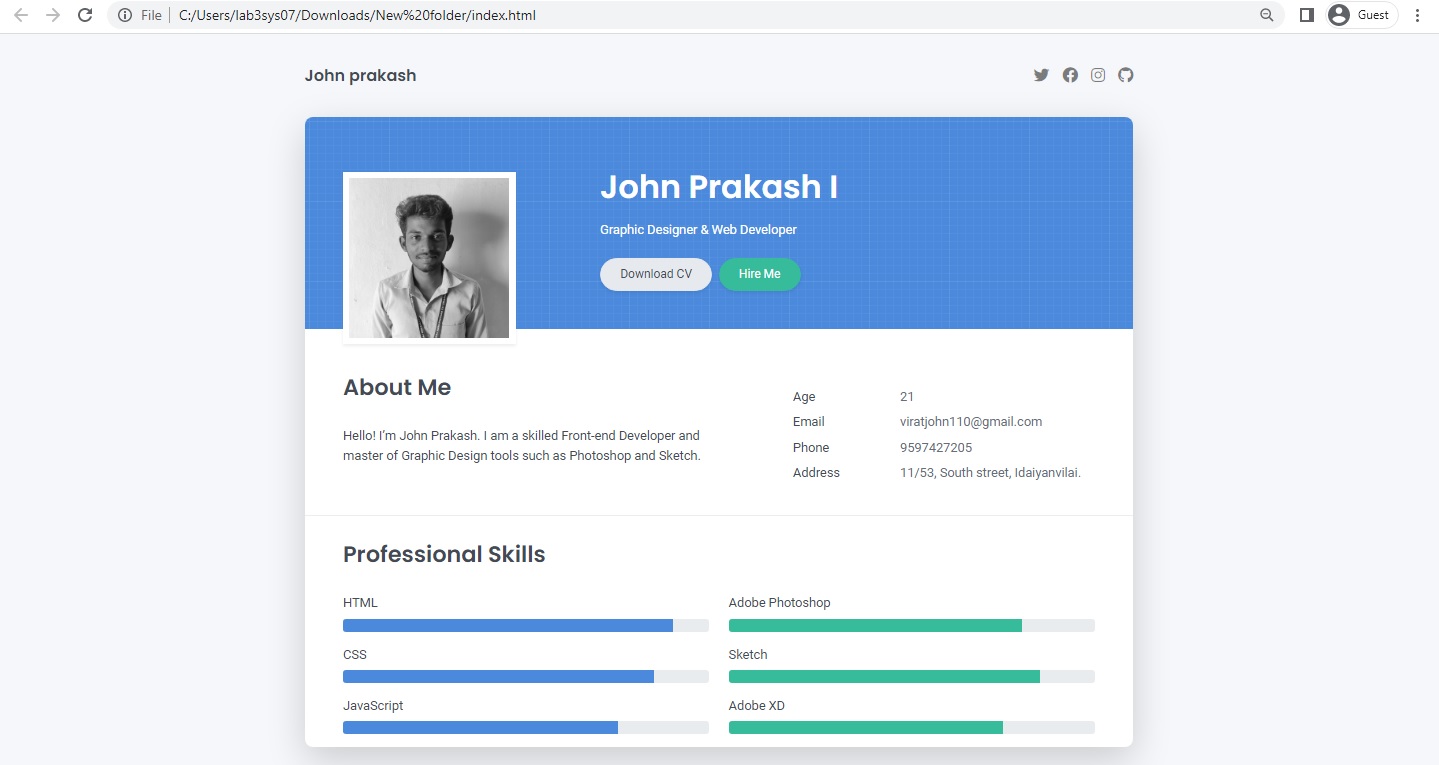 File | C:/Users/lab3sys07/Downloads/New%20folder/index.html
Guest
John prakash
John Prakash I
Graphic Designer & Web Developer
Download CV Hire Me
About Me
Hello! I’m John Prakash. I am a skilled Front-end Developer and
master of Graphic Design tools such as Photoshop and Sketch.
Age 21
Email viratjohn110@gmail.com
Phone 9597427205
Address 11/53, South street, Idaiyanvilai.
Professional Skills
HTML Adobe Photoshop
CSS Sketch
JavaScript Adobe XD